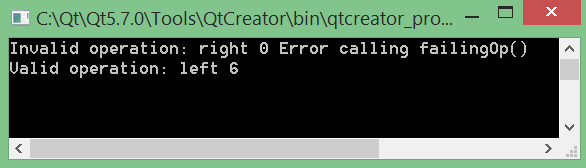 C:\Qt\Qt5.7.0\Tools\QtCreator\bin\qtcreator_pro...
Invalid operation: right 0 Error calling failingOp()
Valid operation: left 6